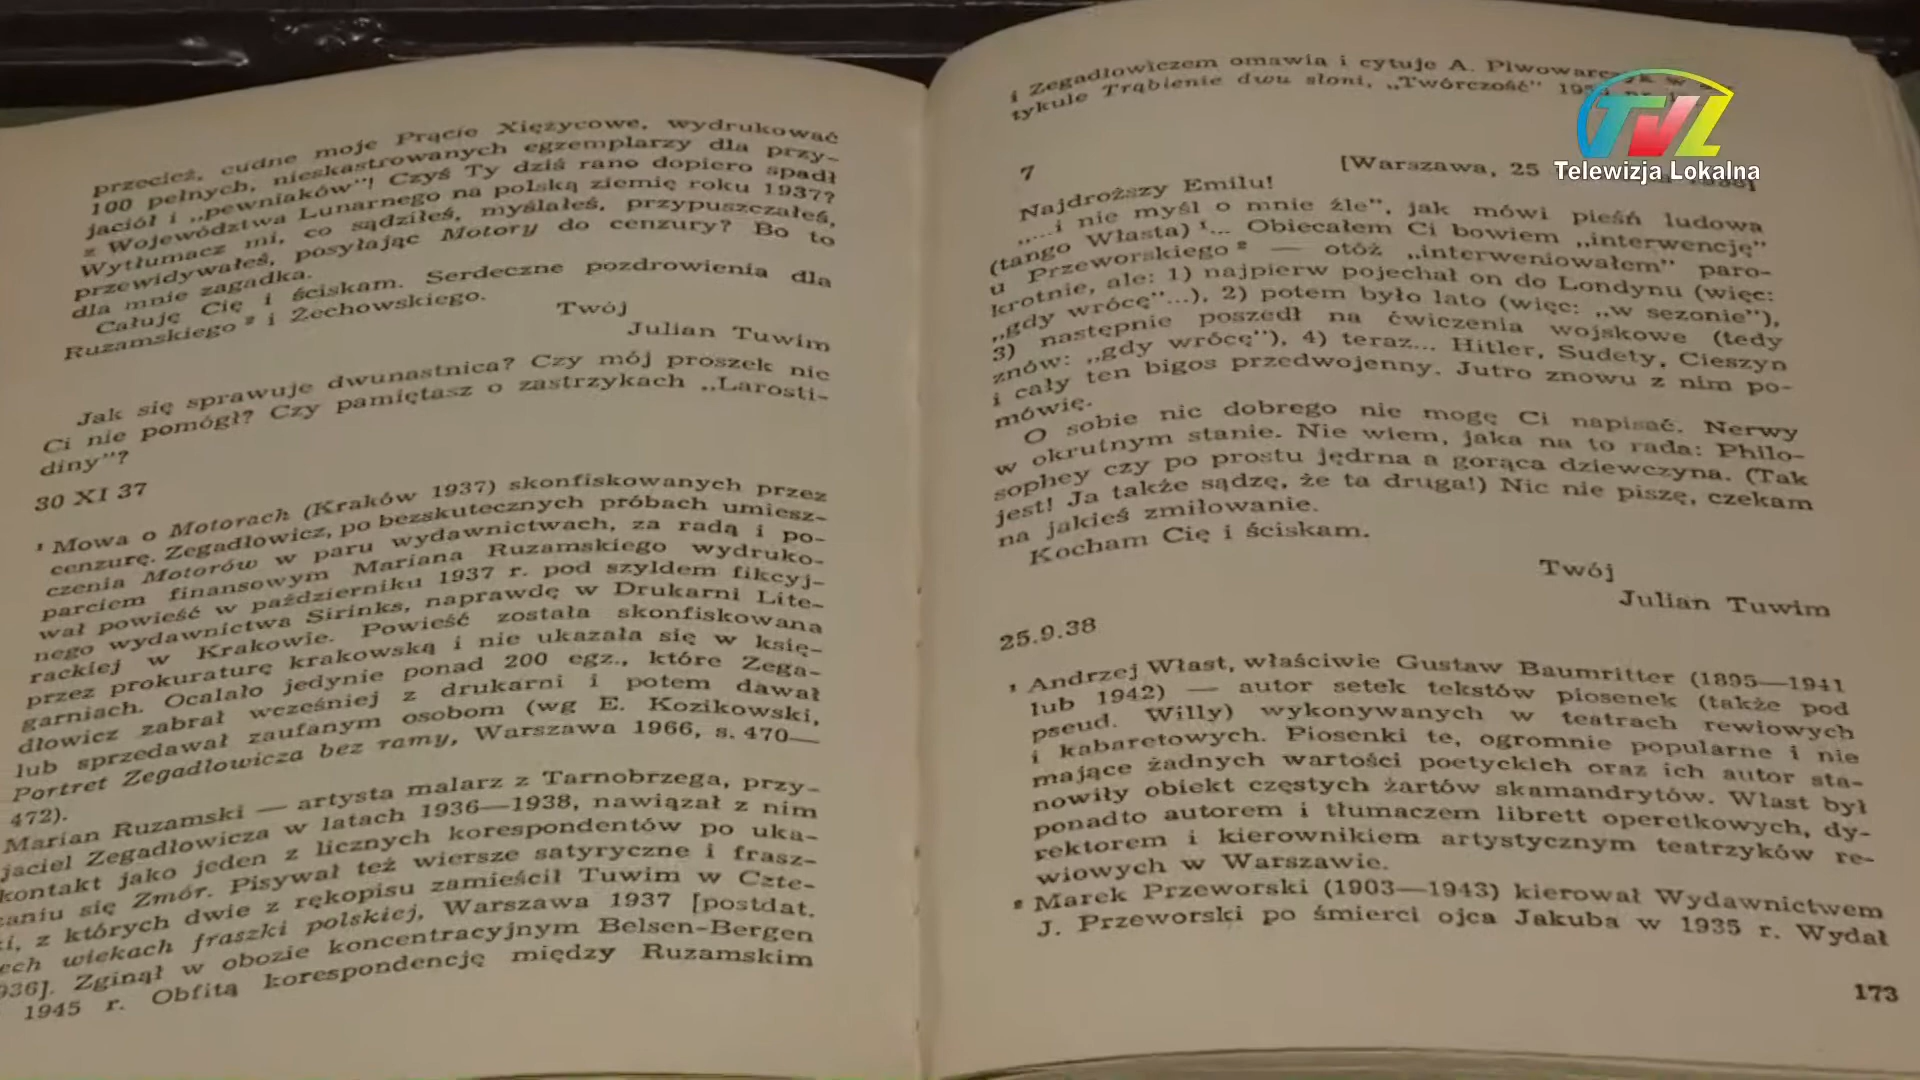 przecież, cudne moje Prącie Xiężycowe, wydrukować
100 pełnych, nieskastrowanych egzemplarzy dla przy-
jaciół i „pewniaków"! Czyś Ty dziś rano dopiero spadł
z Województwa Lunarnego na polską ziemię roku 1937?
Wytłumacz mi, co sądziłeś, myślałeś, przypuszczałeś,
przewidywałeś, posyłając Motory do cenzury? Bo to
dla mnie zagadka.
Całuję Cię i ściskam. Serdeczne pozdrowienia dla
Ruzamskiego ² i Żechowskiego.
Twój
Julian Tuwim
Jak się sprawuje dwunastnica? Czy mój proszek nic
Ci nie pomógł? Czy pamiętasz o zastrzykach „Larosti-
diny"?
30 XI 37
¹ Mowa o Motorach (Kraków 1937) skonfiskowanych przez
cenzurę. Zegadłowicz, po bezskutecznych próbach umiesz-
czenia Motorów w paru wydawnictwach, za radą i po-
parciem finansowym Mariana Ruzamskiego wydruko-
wał powieść w październiku 1937 r. pod szyldem fikcyj-
nego wydawnictwa Sirinks, naprawdę w Drukarni Lite-
rackiej w Krakowie. Powieść została skonfiskowana
przez prokuraturę krakowską i nie ukazała się w księ-
garniach. Ocalało jedynie ponad 200 egz., które Zega-
dłowicz zabrał wcześniej z drukarni i potem dawał
lub sprzedawał zaufanym osobom (wg E. Kozikowski,
Portret Zegadłowicza bez ramy, Warszawa 1966, s. 470—
472).
Marian Ruzamski — artysta malarz z Tarnobrzega, przy-
jaciel Zegadłowicza w latach 1936—1938, nawiązał z nim
kontakt jako jeden z licznych korespondentów po uka-
zaniu się Zmór. Pisywał też wiersze satyryczne i frasz-
ki, z których dwie z rękopisu zamieścił Tuwim w Czte-
ech wiekach fraszki polskiej, Warszawa 1937 [postdat.
936]. Zginął w obozie koncentracyjnym Belsen-Bergen
1945 r. Obfitą korespondencję między Ruzamskim
i Zegadłowiczem omawia i cytuje A. Piwowarczyk w
tykule Trąbienie dwu słoni, „Twórczość"
7
[Warszawa, 25
Najdroższy Emilu!
„...i nie myśl o mnie źle", jak mówi pieśń ludowa
(tango Własta) ¹... Obiecałem Ci bowiem „interwencję"
u Przeworskiego ² — otóż „interweniowałem" paro-
krotnie, ale: 1) najpierw pojechał on do Londynu (więc:
„gdy wrócę"...), 2) potem było lato (więc: „w sezonie"),
3) następnie poszedł na ćwiczenia wojskowe (tedy
znów: „gdy wrócę"), 4) teraz... Hitler, Sudety, Cieszyn
i cały ten bigos przedwojenny. Jutro znowu z nim po-
mówię.
O sobie nic dobrego nie mogę Ci napisać. Nerwy
w okrutnym stanie. Nie wiem, jaka na to rada: Philo-
sophey czy po prostu jędrna a gorąca dziewczyna. (Tak
jest! Ja także sądzę, że ta druga!) Nic nie piszę, czekam
na jakieś zmiłowanie.
Kocham Cię i ściskam.
Twój
Julian Tuwim
25.9.38
¹ Andrzej Włast, właściwie Gustaw Baumritter (1895—1941
lub 1942) — autor setek tekstów piosenek (także pod
pseud. Willy) wykonywanych w teatrach rewiowych
i kabaretowych. Piosenki te, ogromnie popularne i nie
mające żadnych wartości poetyckich oraz ich autor sta-
nowiły obiekt częstych żartów skamandrytów. Włast był
ponadto autorem i tłumaczem librett operetkowych, dy-
rektorem i kierownikiem artystycznym teatrzyków re-
wiowych w Warszawie.
² Marek Przeworski (1903—1943) kierował Wydawnictwem
J. Przeworski po śmierci ojca Jakuba w 1935 r. Wydał
173
TVL
Telewizja Lokalna